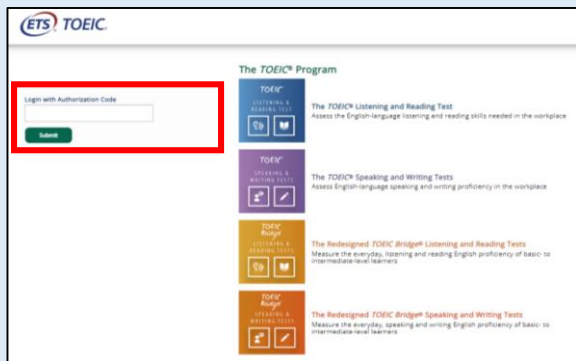 ETS TOEIC.
Login with Authorization Code
Submit
The TOEIC® Program
TOEIC
LISTENING &
READING TEST
The TOEIC® Listening and Reading Test
Assess the English-language listening and reading skills needed in the workplace
TOEIC
SPEAKING &
WRITING TESTS
The TOEIC® Speaking and Writing Tests
Assess English-language speaking and writing proficiency in the workplace
TOEIC
Bridge
LISTENING &
READING TESTS
The Redesigned TOEIC Bridge® Listening and Reading Tests
Measure the everyday, listening and reading English proficiency of basic- to
intermediate-level learners
TOEIC
Bridge
SPEAKING &
WRITING TESTS
The Redesigned TOEIC Bridge® Speaking and Writing Tests
Measure the everyday, speaking and writing English proficiency of basic- to
intermediate-level learners